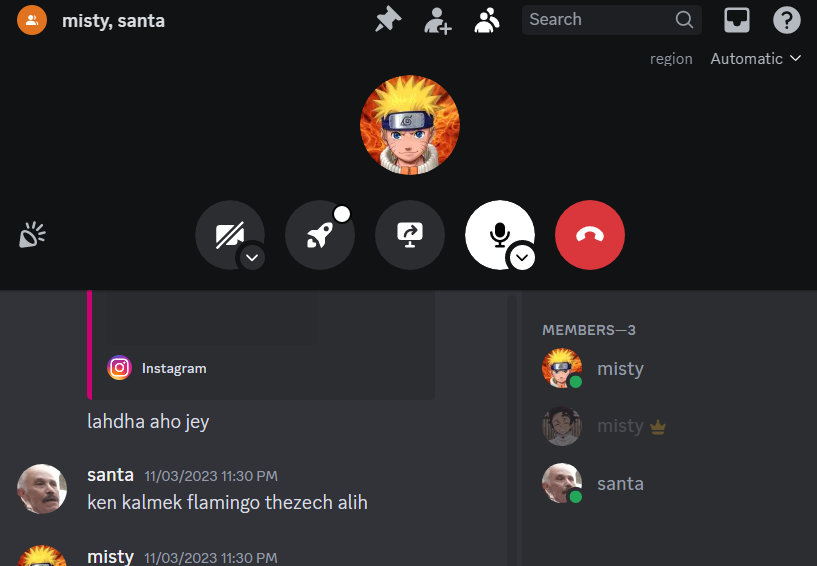 misty, santa
Search
region Automatic
Instagram
lahdha aho jey
santa 11/03/2023 11:30 PM
ken kalmek flamingo thezech alih
misty 11/03/2023 11:30 PM
MEMBERS—3
misty
misty
santa